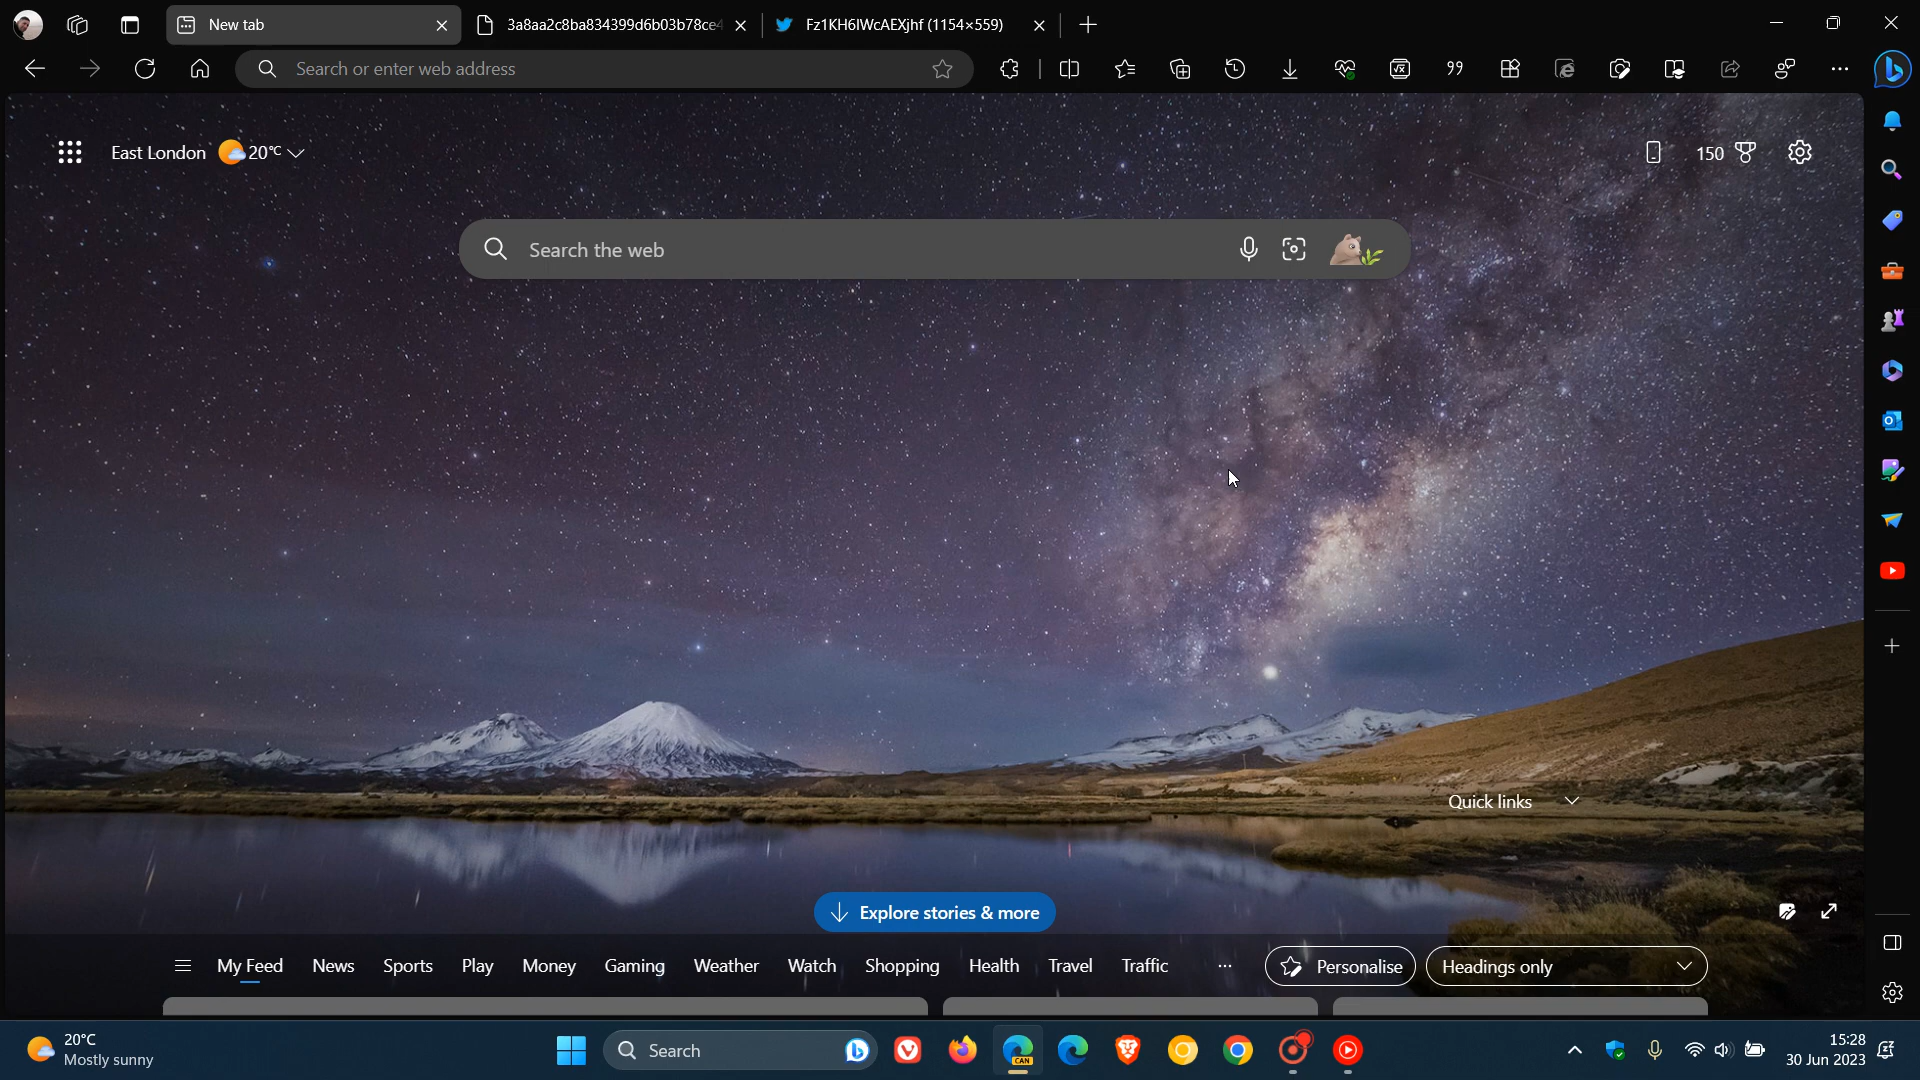 New tab
3a8aa2c8ba834399d6b03b78ce4
Fz1KH6IWcAEXjhf (1154×559)
Search or enter web address
East London 20°C
150
Search the web
Quick links
Explore stories & more
My Feed News Sports Play Money Gaming Weather Watch Shopping Health Travel Traffic ... Personalise Headings only
20°C
Mostly sunny
Search
CAN
15:28
30 Jun 2023